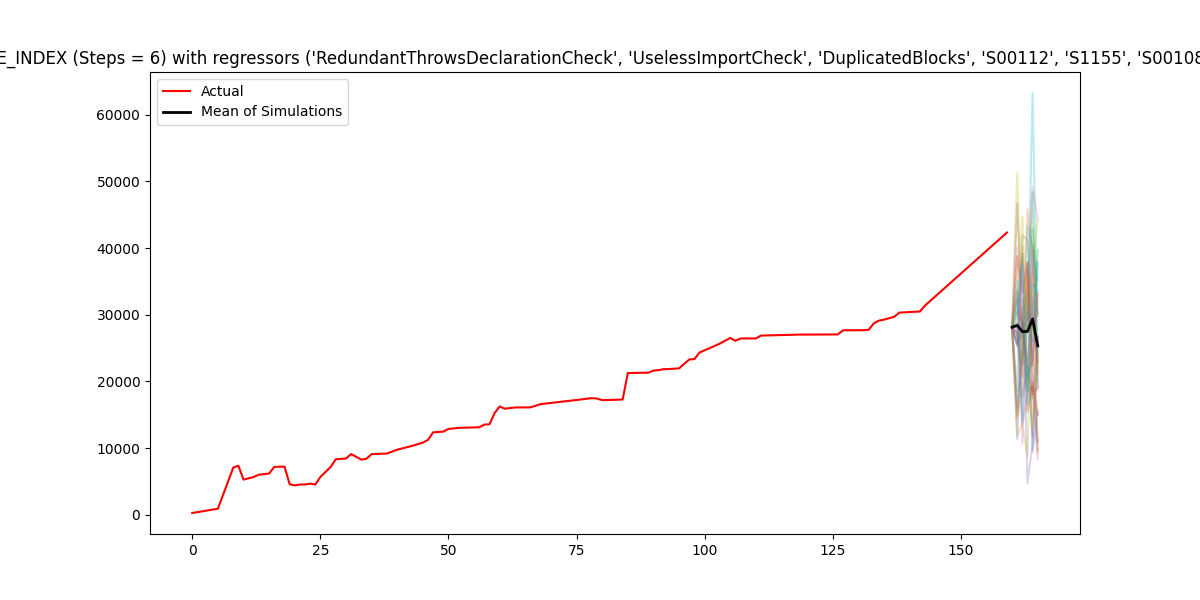 E_INDEX (Steps = 6) with regressors ('RedundantThrowsDeclarationCheck', 'UselessImportCheck', 'DuplicatedBlocks', 'S00112', 'S1155', 'S00108
Actual
Mean of Simulations
60000
50000
40000
30000
20000
10000
0
0 25 50 75 100 125 150